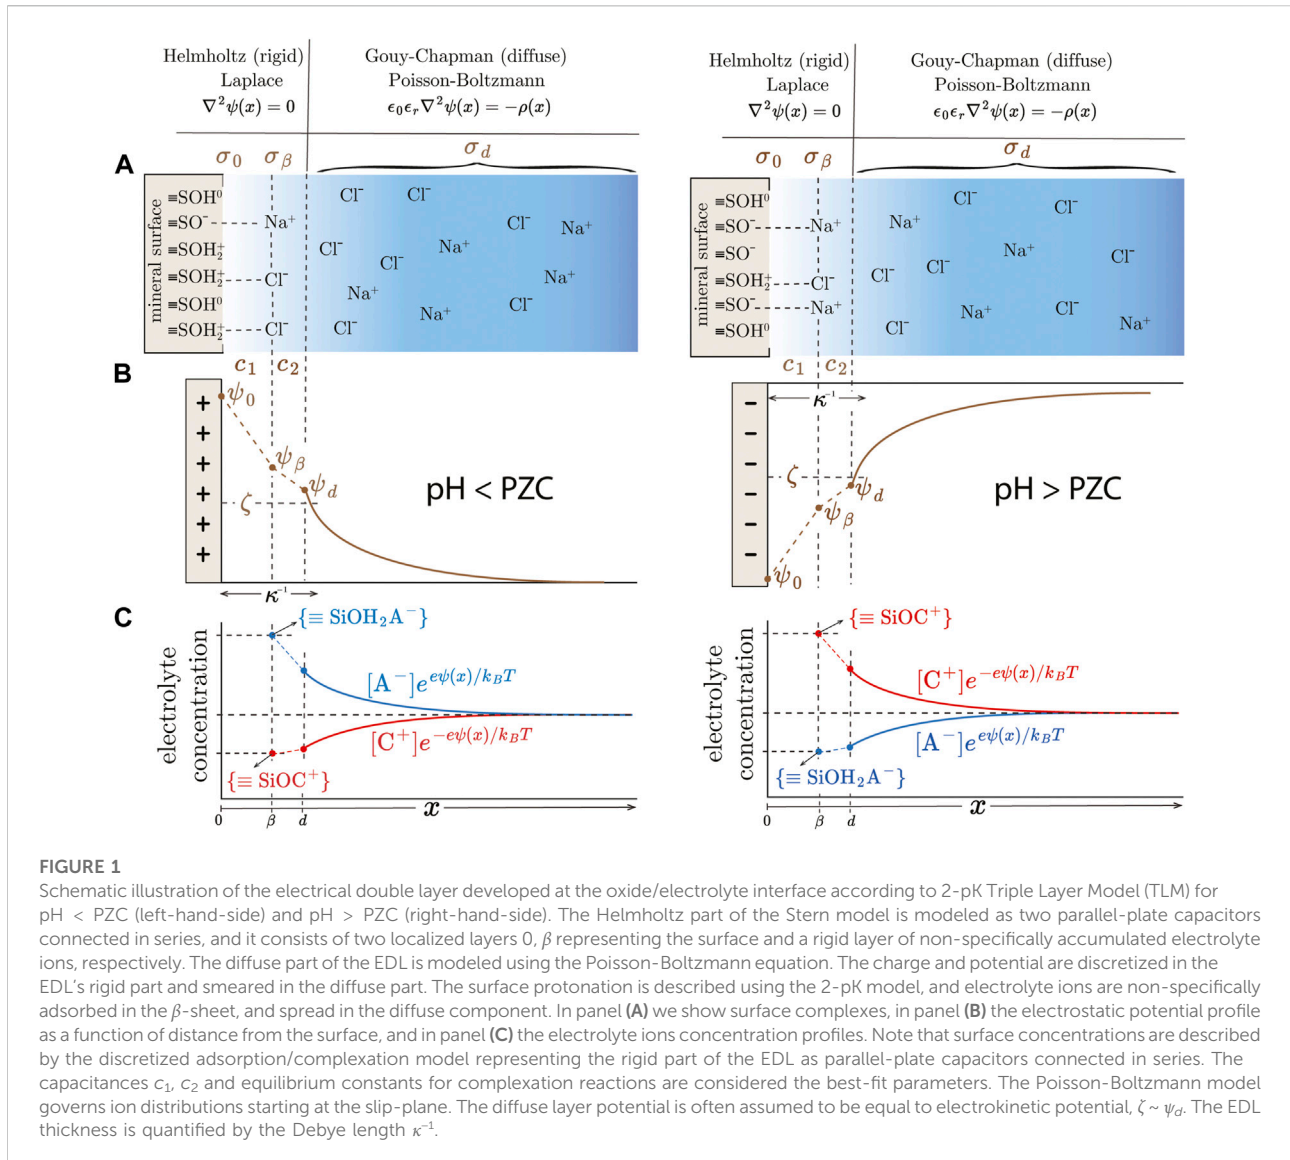 Helmholtz (rigid)
Laplace
∇²ψ(x) = 0
Gouy-Chapman (diffuse)
Poisson-Boltzmann
ϵ₀ϵᵣ∇²ψ(x) = −ρ(x)
Helmholtz (rigid)
Laplace
∇²ψ(x) = 0
Gouy-Chapman (diffuse)
Poisson-Boltzmann
ϵ₀ϵᵣ∇²ψ(x) = −ρ(x)
A
σ₀
σ_β
σ_d
mineral surface
≡SOH⁰
≡SO⁻
≡SOH₂⁺
≡SOH₂⁺
≡SOH⁰
≡SOH₂⁺
Na⁺
Cl⁻
Cl⁻
Cl⁻
Cl⁻
Cl⁻
Na⁺
Cl⁻
Na⁺
Cl⁻
Na⁺
Na⁺
Cl⁻
Na⁺
Cl⁻
c₁
c₂
σ₀
σ_β
σ_d
mineral surface
≡SOH⁰
≡SO⁻
≡SO⁻
≡SOH₂⁺
≡SO⁻
≡SOH⁰
Na⁺
Cl⁻
Na⁺
Cl⁻
Cl⁻
Na⁺
Na⁺
Cl⁻
Cl⁻
Cl⁻
Na⁺
Cl⁻
Cl⁻
Na⁺
c₁
c₂
B
+
+
+
+
+
+
ψ₀
ψ_β
ψ_d
ζ
pH < PZC
κ⁻¹
−
−
−
−
−
−
κ⁻¹
ζ
ψ_d
ψ_β
ψ₀
pH > PZC
C
electrolyte
concentration
{≡ SiOH₂A⁻}
[A⁻]e^{eψ(x)/k_BT}
[C⁺]e^{−eψ(x)/k_BT}
{≡ SiOC⁺}
x
0
β
d
electrolyte
concentration
{≡ SiOC⁺}
[C⁺]e^{−eψ(x)/k_BT}
[A⁻]e^{eψ(x)/k_BT}
{≡ SiOH₂A⁻}
x
0
β
d
FIGURE 1
Schematic illustration of the electrical double layer developed at the oxide/electrolyte interface according to 2-pK Triple Layer Model (TLM) for
pH < PZC (left-hand-side) and pH > PZC (right-hand-side). The Helmholtz part of the Stern model is modeled as two parallel-plate capacitors
connected in series, and it consists of two localized layers 0, β representing the surface and a rigid layer of non-specifically accumulated electrolyte
ions, respectively. The diffuse part of the EDL is modeled using the Poisson-Boltzmann equation. The charge and potential are discretized in the
EDL's rigid part and smeared in the diffuse part. The surface protonation is described using the 2-pK model, and electrolyte ions are non-specifically
adsorbed in the β-sheet, and spread in the diffuse component. In panel (A) we show surface complexes, in panel (B) the electrostatic potential profile
as a function of distance from the surface, and in panel (C) the electrolyte ions concentration profiles. Note that surface concentrations are described
by the discretized adsorption/complexation model representing the rigid part of the EDL as parallel-plate capacitors connected in series. The
capacitances c₁, c₂ and equilibrium constants for complexation reactions are considered the best-fit parameters. The Poisson-Boltzmann model
governs ion distributions starting at the slip-plane. The diffuse layer potential is often assumed to be equal to electrokinetic potential, ζ ~ ψ_d. The EDL
thickness is quantified by the Debye length κ⁻¹.